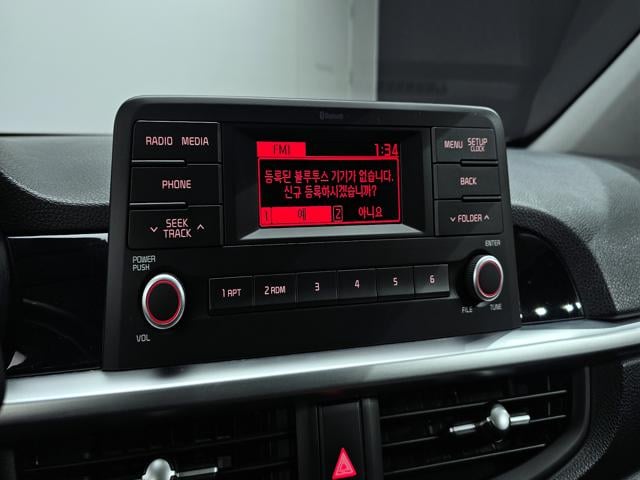 Bluetooth
RADIO MEDIA
PHONE
SEEK
TRACK
POWER
PUSH
VOL
FM1 1:34
등록된 블루투스 기기가 없습니다.
신규 등록하시겠습니까?
1 예 2 아니요
MENU SETUP
CLOCK
BACK
FOLDER
ENTER
1 APT 2 RDM 3 4 5 6
FILE TUNE